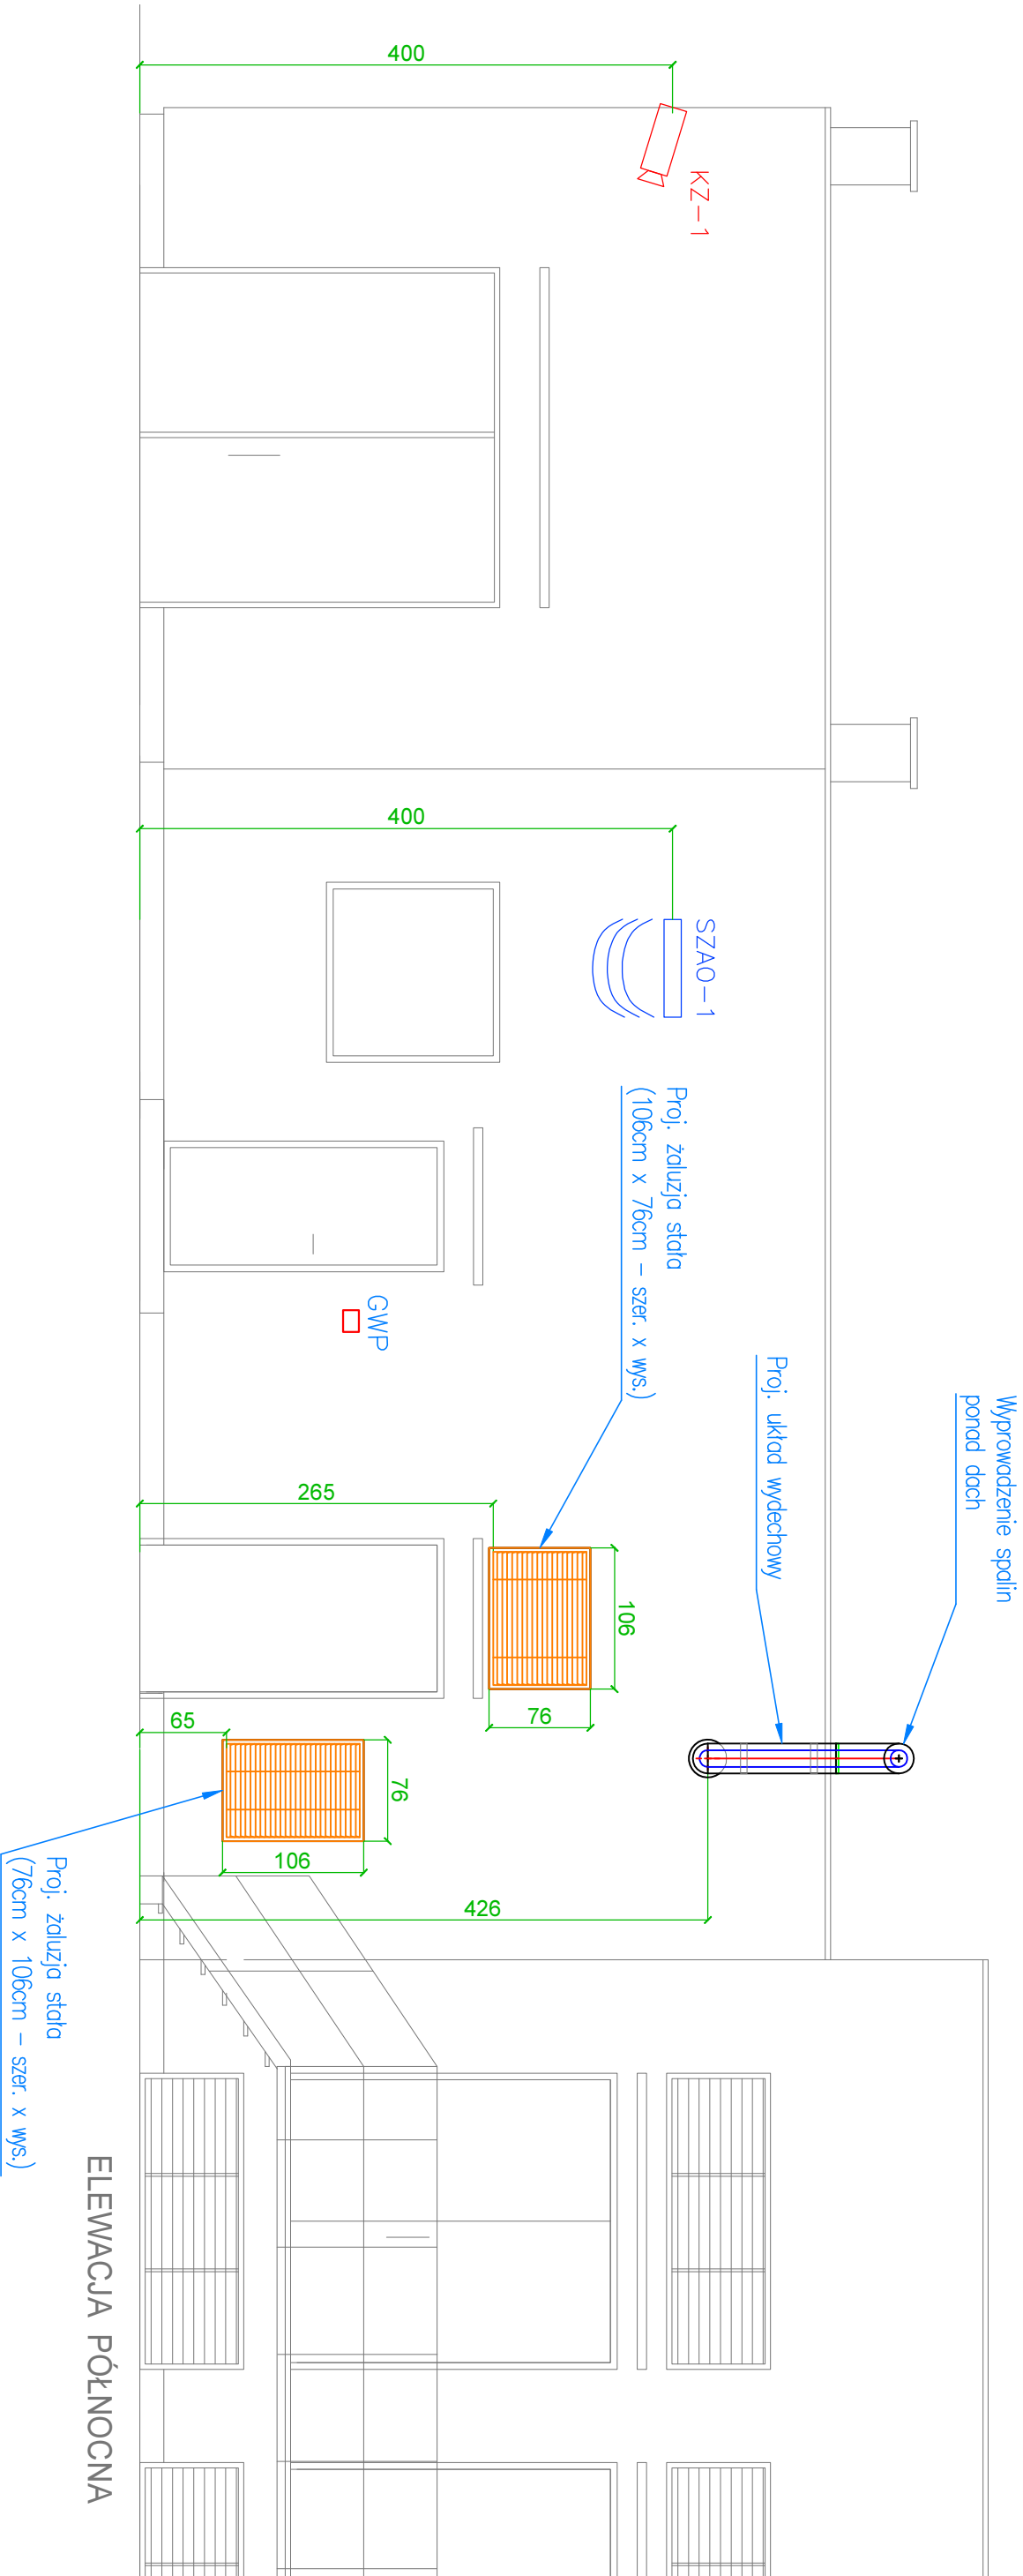 Wyprowadzenie spalin
ponad dach
Proj. układ wydechowy
KZ-1
SZAO-1
Proj. żaluzja stała
(106cm x 76cm - szer. x wys.)
GWP
400
400
265
106
76
65
76
106
426
Proj. żaluzja stała
(76cm x 106cm - szer. x wys.)
ELEWACJA PÓŁNOCNA